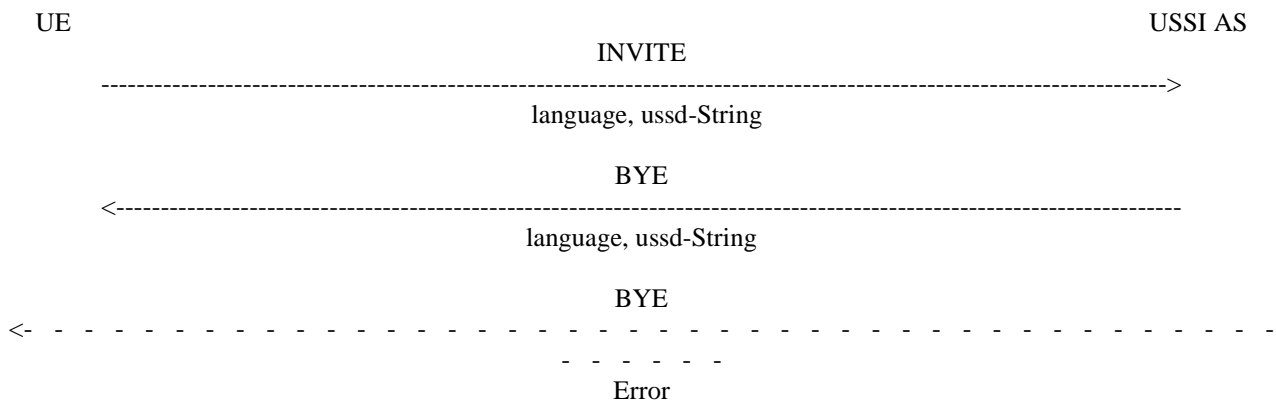 UE USSI AS
INVITE
------------------------------------------------------------------------------------------------------------------------>
language, ussd-String
BYE
<------------------------------------------------------------------------------------------------------------------------
language, ussd-String
BYE
<- - - - - - - - - - - - - - - - - - - - - - - - - - - - - - - - - - - - - - - - - -
- - - - - -
Error